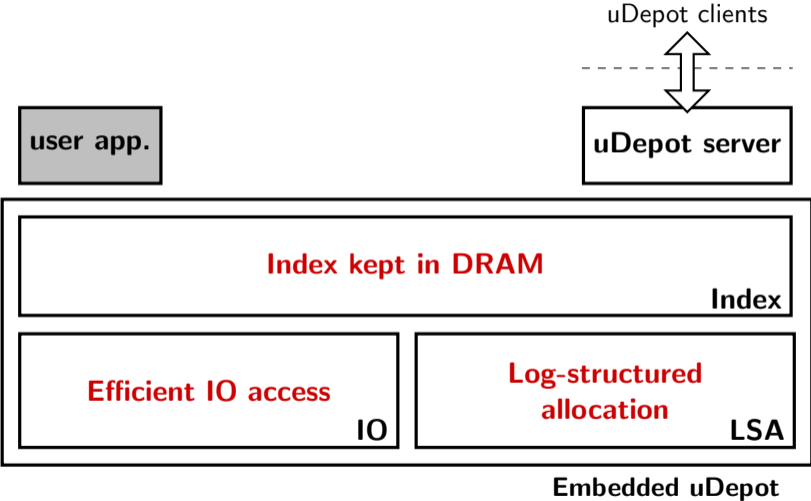 uDepot clients
user app.
uDepot server
Index kept in DRAM
Index
Efficient IO access
IO
Log-structured
allocation
LSA
Embedded uDepot